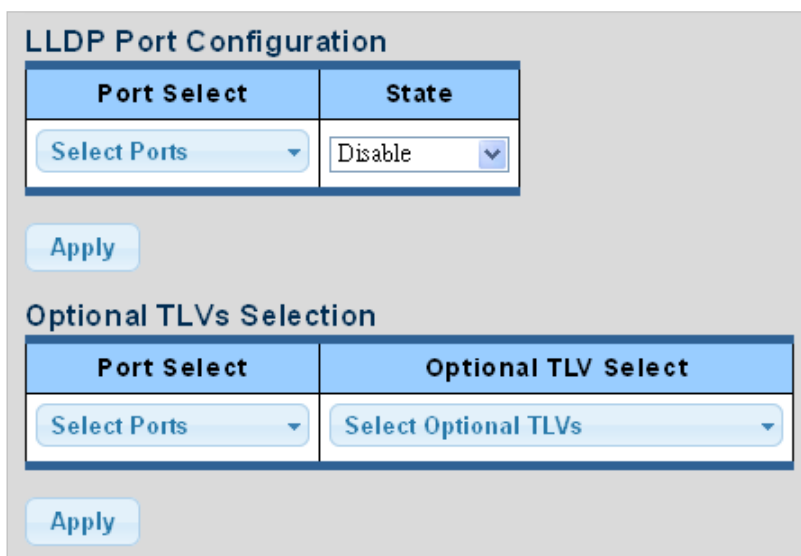 LLDP Port Configuration
Port Select State
Select Ports Disable
Apply
Optional TLVs Selection
Port Select Optional TLV Select
Select Ports Select Optional TLVs
Apply